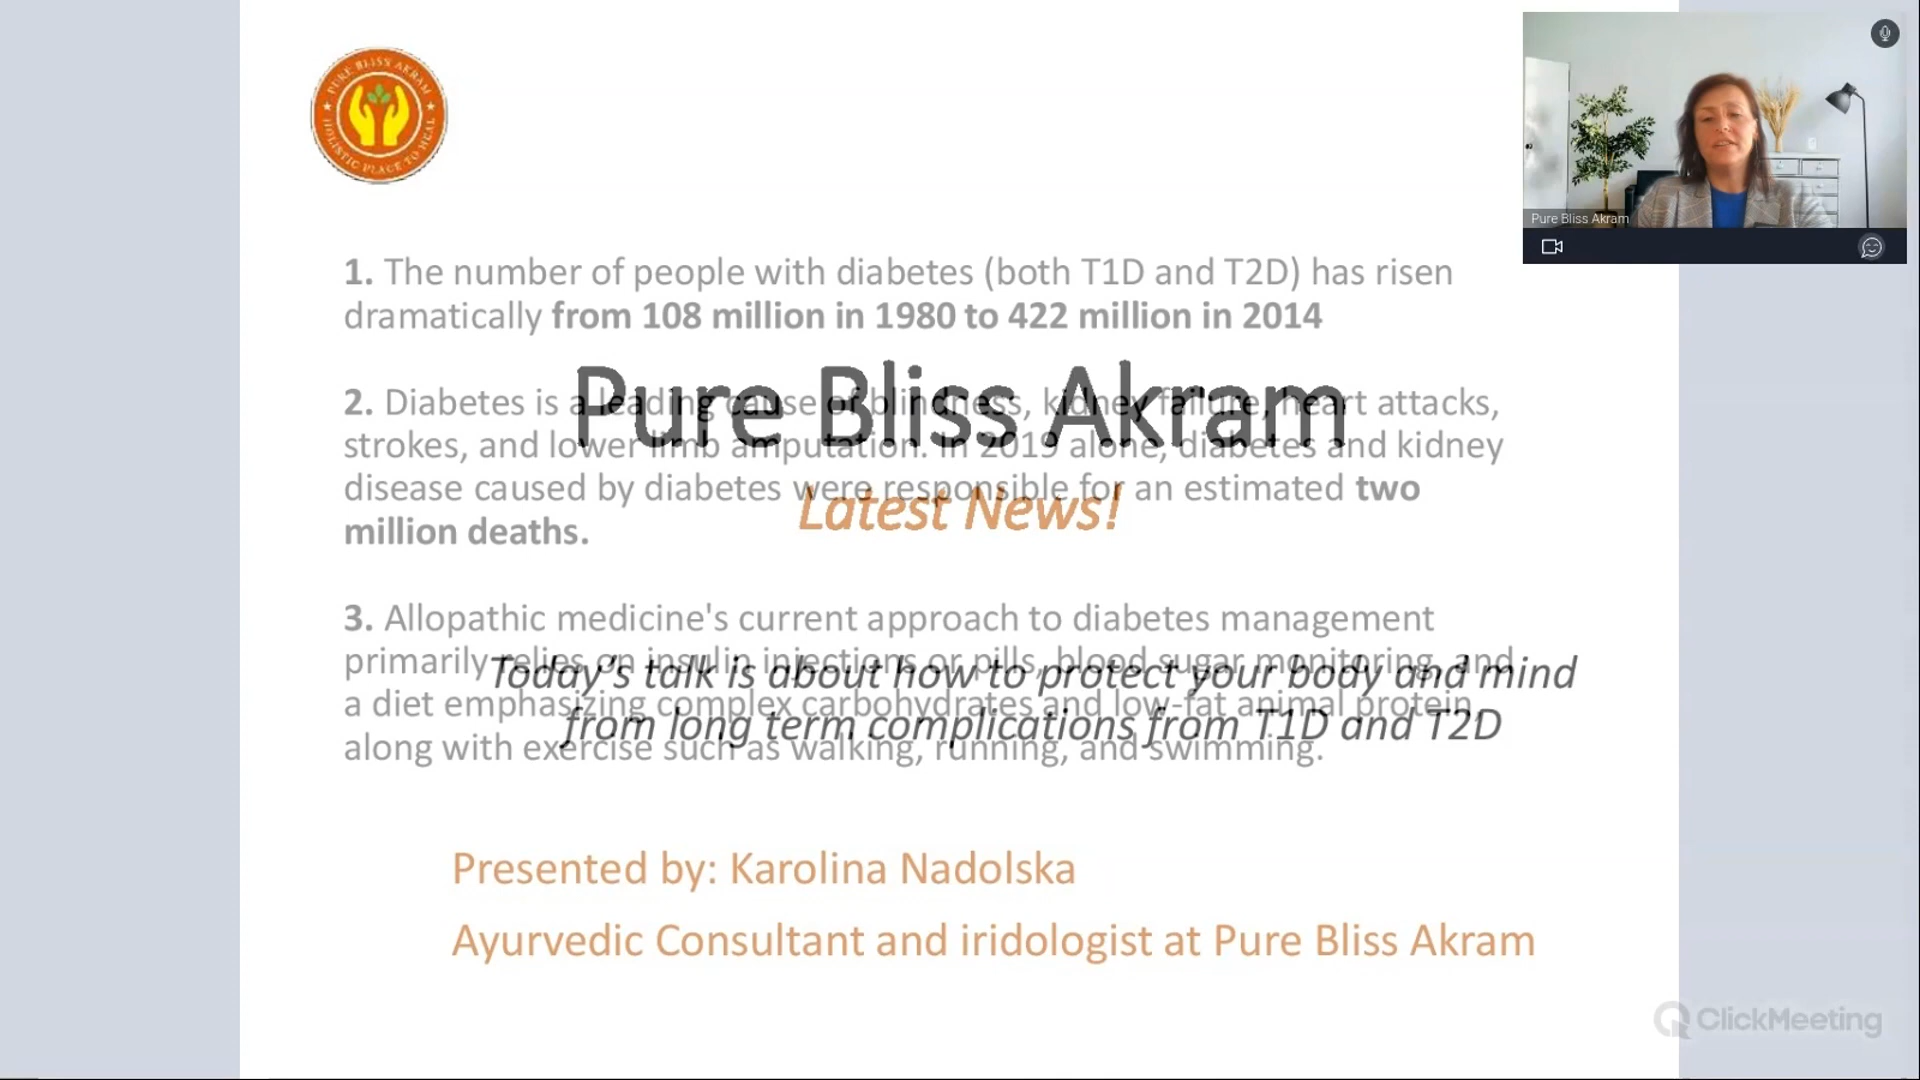 PURE BLISS AKRAM
HOLISTIC PLACE TO HEAL
Pure Bliss Akram
1. The number of people with diabetes (both T1D and T2D) has risen
dramatically from 108 million in 1980 to 422 million in 2014
Pure Bliss Akram
2. Diabetes is a leading cause of blindness, kidney failure, heart attacks,
strokes, and lower limb amputation. In 2019 alone, diabetes and kidney
disease caused by diabetes were responsible for an estimated two
million deaths.
Latest News!
3. Allopathic medicine's current approach to diabetes management
primarily relies on insulin injections or pills, blood sugar monitoring, and
a diet emphasizing complex carbohydrates and low-fat animal protein,
along with exercise such as walking, running, and swimming.
Today's talk is about how to protect your body and mind
from long term complications from T1D and T2D
Presented by: Karolina Nadolska
Ayurvedic Consultant and iridologist at Pure Bliss Akram
ClickMeeting